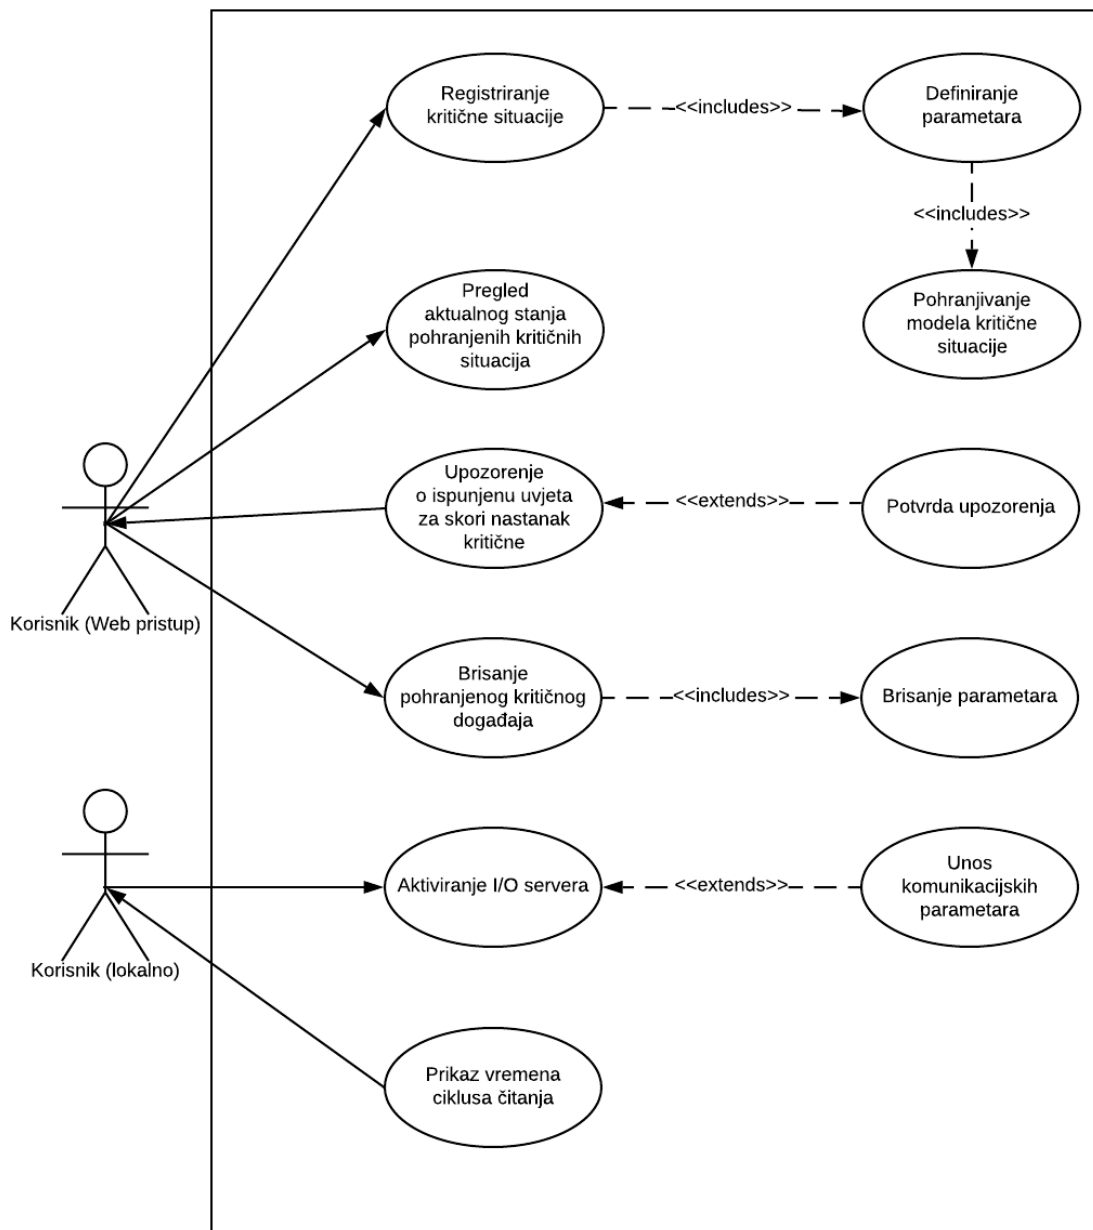 Registriranje
kritične situacije
<<includes>>
Definiranje
parametara
<<includes>>
Pregled
aktualnog stanja
pohranjenih kritičnih
situacija
Pohranjivanje
modela kritične
situacije
Upozorenje
o ispunjenu uvjeta
za skori nastanak
kritične
<<extends>>
Potvrda upozorenja
Korisnik (Web pristup)
Brisanje
pohranjenog kritičnog
događaja
<<includes>>
Brisanje parametara
Aktiviranje I/O servera
<<extends>>
Unos
komunikacijskih
parametara
Korisnik (lokalno)
Prikaz vremena
ciklusa čitanja